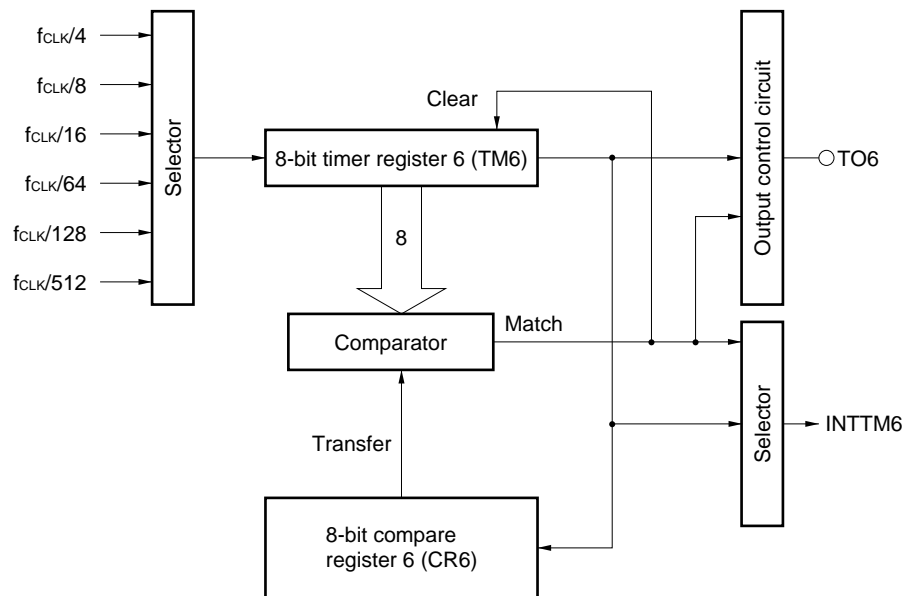 fCLK/4
fCLK/8
fCLK/16
fCLK/64
fCLK/128
fCLK/512
Selector
Clear
8-bit timer register 6 (TM6)
8
Output control circuit
TO6
Comparator
Match
Transfer
Selector
INTTM6
8-bit compare
register 6 (CR6)